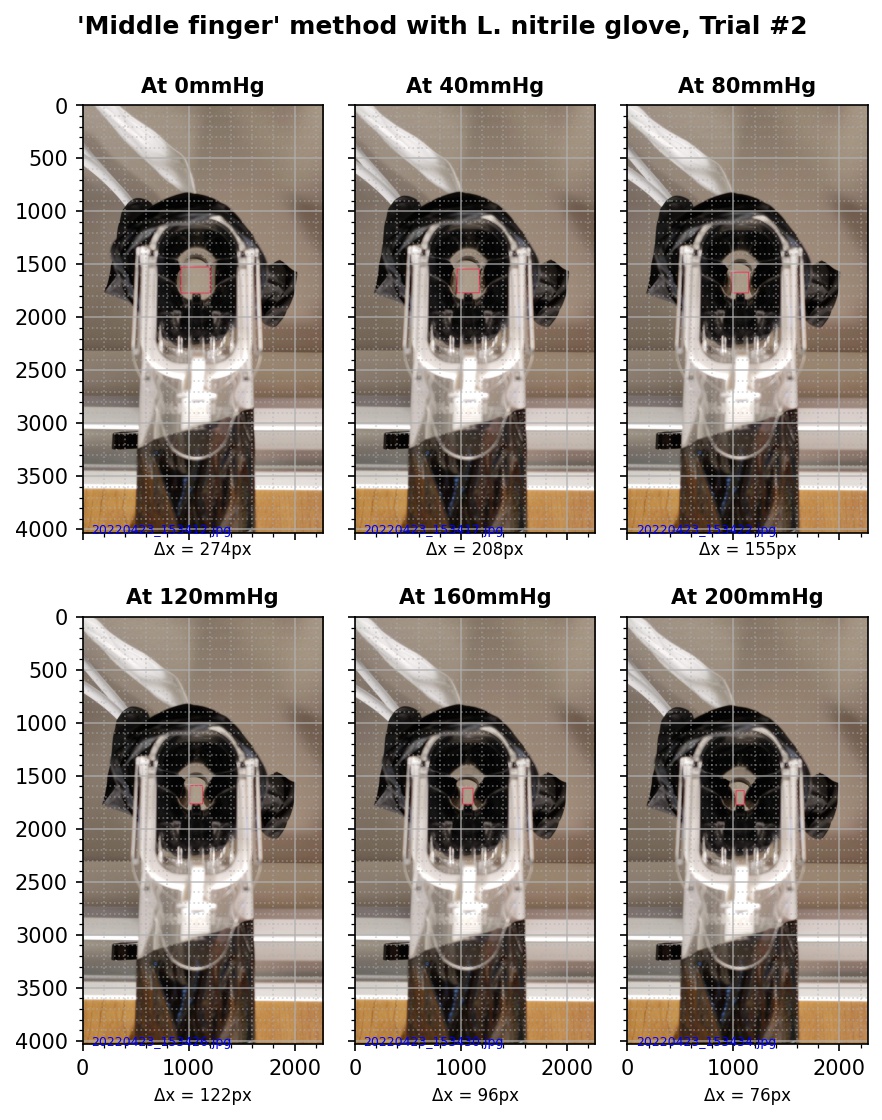 'Middle finger' method with L. nitrile glove, Trial #2
At 0mmHg
At 40mmHg
At 80mmHg
0
500
1000
1500
2000
2500
3000
3500
4000
Δx = 274px
Δx = 208px
Δx = 155px
At 120mmHg
At 160mmHg
At 200mmHg
0
500
1000
1500
2000
2500
3000
3500
4000
0 1000 2000
0 1000 2000
0 1000 2000
Δx = 122px
Δx = 96px
Δx = 76px